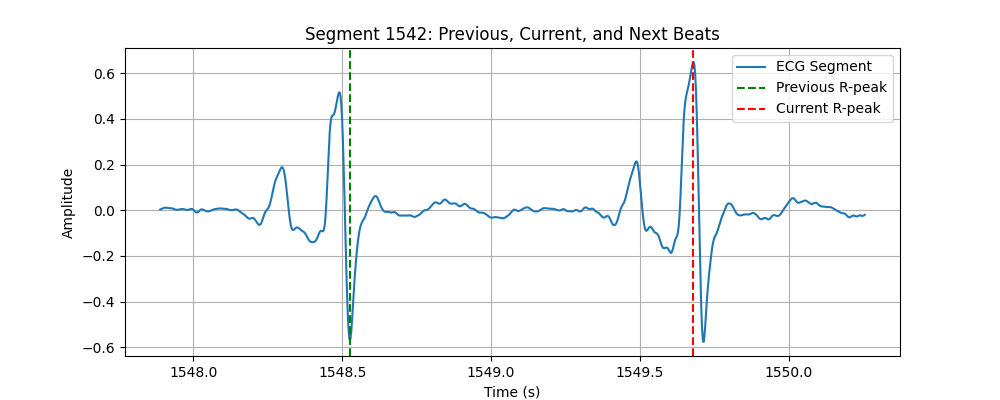 Segment 1542: Previous, Current, and Next Beats
ECG Segment
Previous R-peak
Current R-peak
Amplitude
0.6
0.4
0.2
0.0
−0.2
−0.4
−0.6
1548.0 1548.5 1549.0 1549.5 1550.0
Time (s)